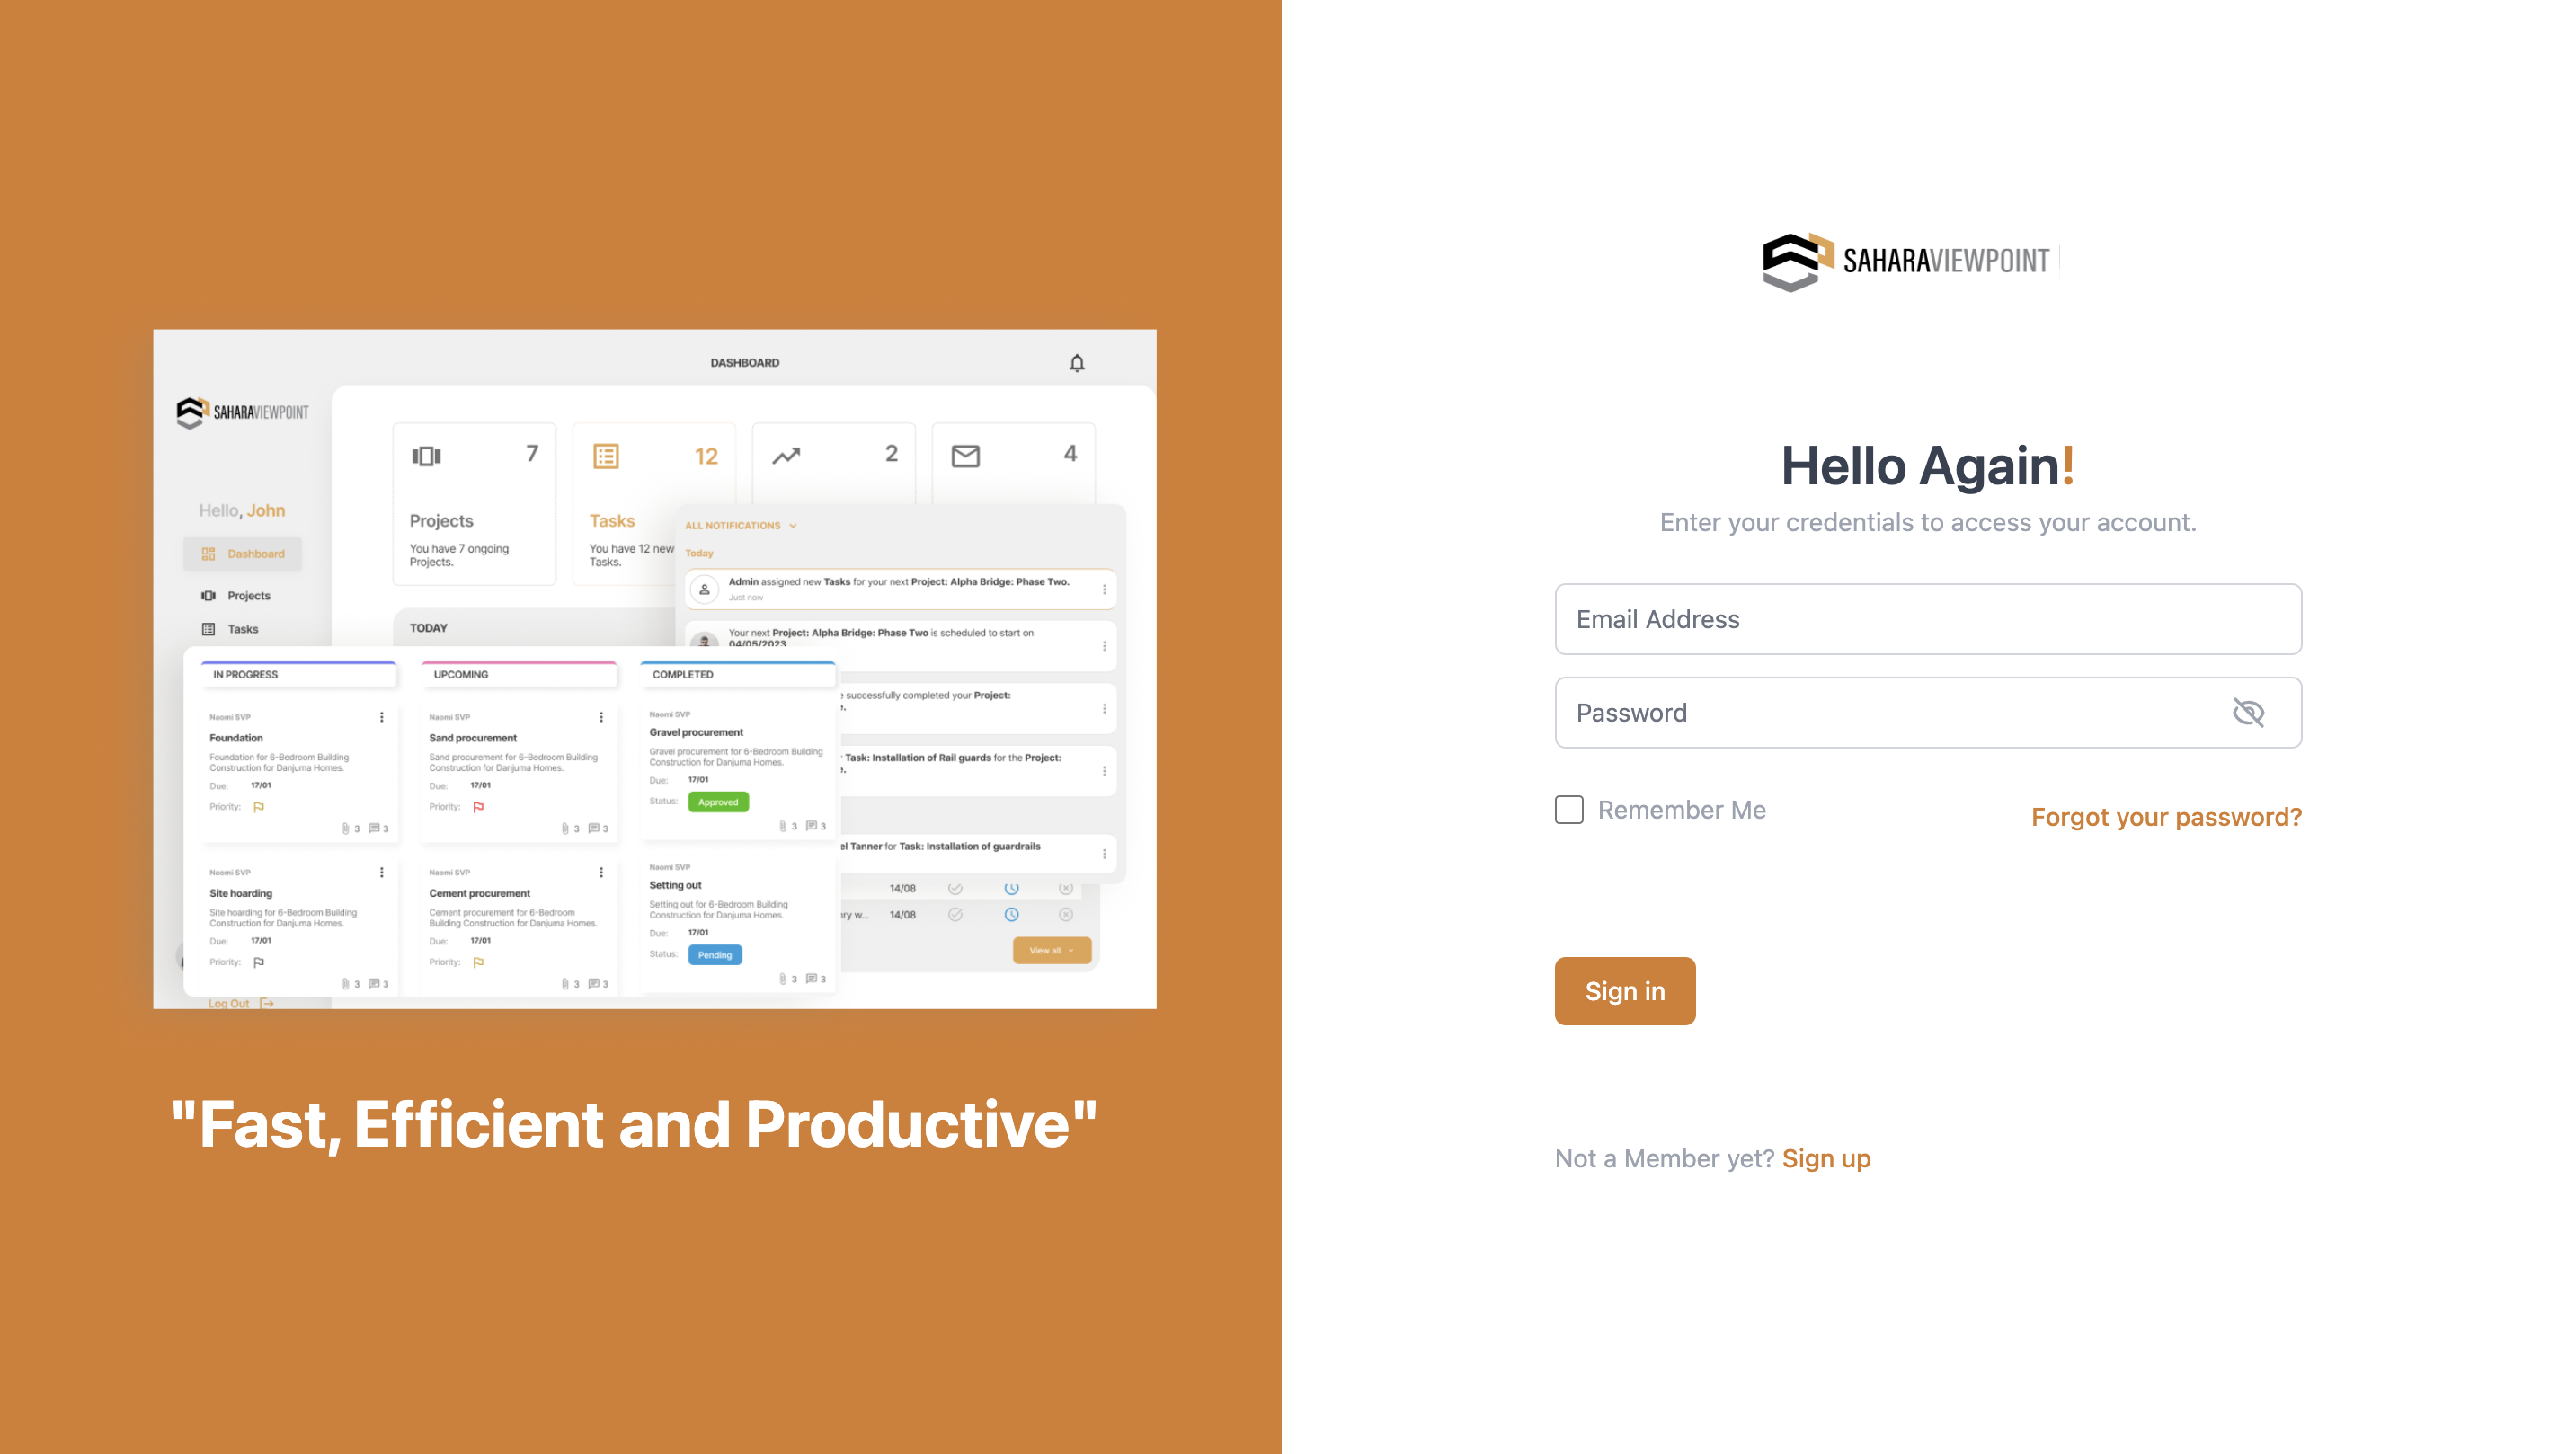 DASHBOARD
SAHARAVIEWPOINT
Hello, John
Dashboard
Projects
Tasks
Log Out
7
Projects
You have 7 ongoing
Projects.
12
Tasks
You have 12 new
Tasks.
2
4
TODAY
ALL NOTIFICATIONS
Today
Admin assigned new Tasks for your next Project: Alpha Bridge: Phase Two.
Just now
Your next Project: Alpha Bridge: Phase Two is scheduled to start on
04/05/2023
successfully completed your Project:
Task: Installation of Rail guards for the Project:
el Tanner for Task: Installation of guardrails
14/08
ry w... 14/08
View all
IN PROGRESS
Naomi SVP
Foundation
Foundation for 6-Bedroom Building
Construction for Danjuma Homes.
Due: 17/01
Priority:
3 3
Naomi SVP
Site hoarding
Site hoarding for 6-Bedroom Building
Construction for Danjuma Homes.
Due: 17/01
Priority:
3 3
UPCOMING
Naomi SVP
Sand procurement
Sand procurement for 6-Bedroom Building
Construction for Danjuma Homes.
Due: 17/01
Priority:
3 3
Naomi SVP
Cement procurement
Cement procurement for 6-Bedroom
Building Construction for Danjuma Homes.
Due: 17/01
Priority:
3 3
COMPLETED
Naomi SVP
Gravel procurement
Gravel procurement for 6-Bedroom Building
Construction for Danjuma Homes.
Due: 17/01
Status: Approved
3 3
Naomi SVP
Setting out
Setting out for 6-Bedroom Building
Construction for Danjuma Homes.
Due: 17/01
Status: Pending
3 3
"Fast, Efficient and Productive"
SAHARAVIEWPOINT
Hello Again!
Enter your credentials to access your account.
Email Address
Password
Remember Me
Forgot your password?
Sign in
Not a Member yet? Sign up